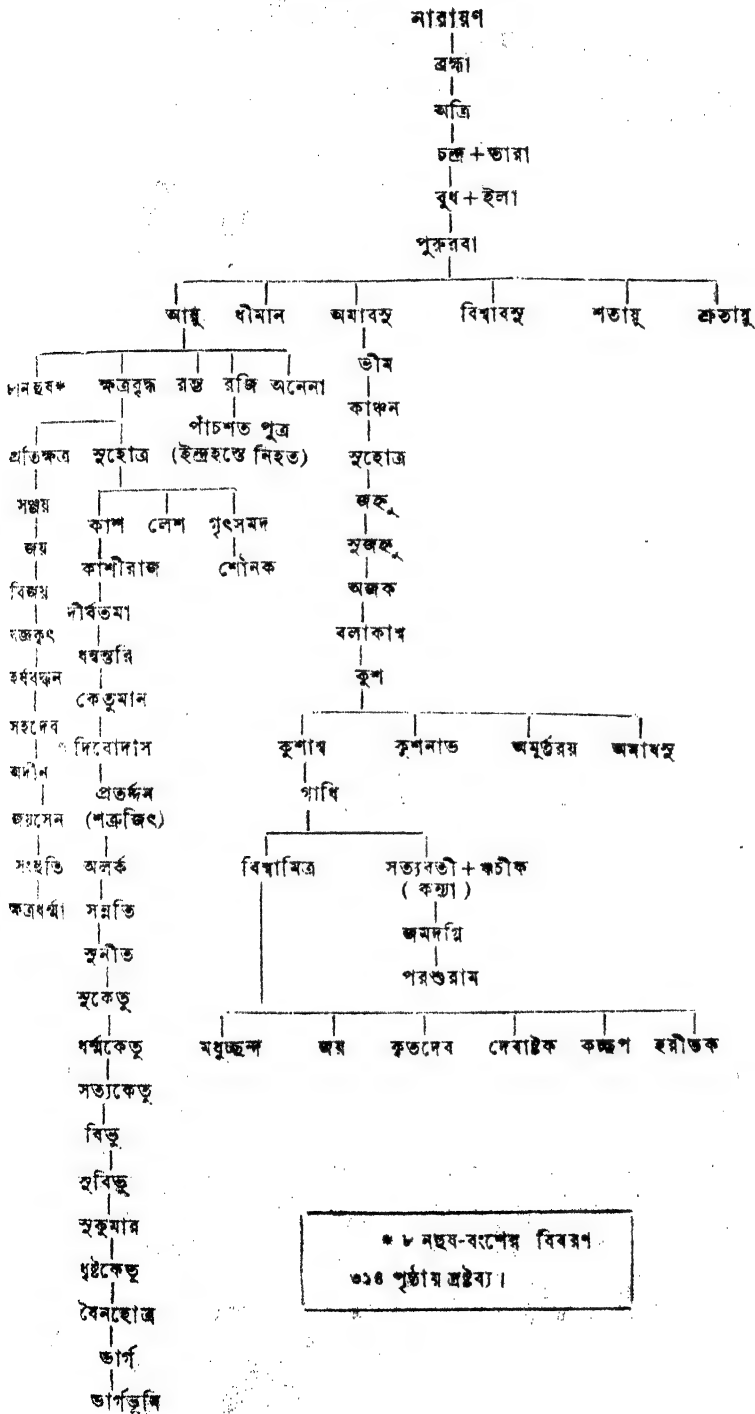 নারায়ণ
ব্রহ্মা
অত্রি
চন্দ্র + তারা
বুধ + ইলা
পুরুরবা
আয়ু ধীমান অমাবসু বিশ্বাবসু শতায়ু শ্রুতায়ু
ভীম
৮নহুষ* ক্ষত্রবৃদ্ধ রম্ভ রজি অনেনা
কাঞ্চন
পাঁচশত পুত্র
প্রতিক্ষত্র সুহোত্র (ইন্দ্রহস্তে নিহত) সুহোত্র
সঞ্জয় জহ্নু
কাশ লেশ গৃৎসমদ
জয় সুজহ্নু
কাশীরাজ শৌনক
বিজয় অজক
দীর্ঘতমা
যজ্ঞকৃৎ বলাকাশ্ব
ধন্বন্তরি
হর্ষবর্দ্ধন কুশ
কেতুমান
সহদেব
দিবোদাস কুশাশ্ব কুশনাভ অমূর্ত্তরয় অমাবসু
অদীন
প্রতর্দ্দন গাধি
জয়সেন (শত্রুজিৎ)
সংহৃতি অলর্ক বিশ্বামিত্র সত্যবতী + ঋচীক
(কন্যা)
ক্ষত্রধর্ম্মা সন্নতি
জমদগ্নি
সুনীত
পরশুরাম
সুকেতু
ধর্ম্মকেতু মধুচ্ছন্দ জয় কৃতদেব দেবাষ্টক কচ্ছপ হরীতক
সত্যকেতু
বিভু
সুবিভু
সুকুমার
* ৮ নহুষ-বংশের বিবরণ
ধৃষ্টকেতু
৩১৪ পৃষ্ঠায় দ্রষ্টব্য।
বৈনহোত্র
ভার্গ
ভার্গভূমি